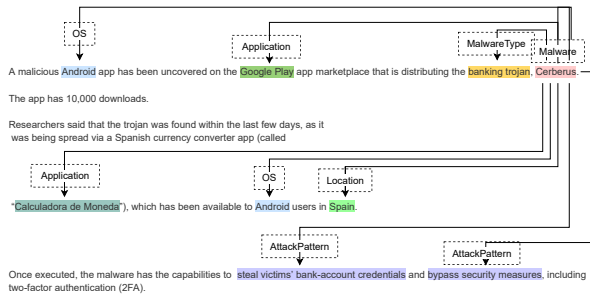 OS
Application
MalwareType
Malware
A malicious Android app has been uncovered on the Google Play app marketplace that is distributing the banking trojan, Cerberus.
The app has 10,000 downloads.
Researchers said that the trojan was found within the last few days, as it
was being spread via a Spanish currency converter app (called
Application
OS
Location
“Calculadora de Moneda”), which has been available to Android users in Spain.
AttackPattern
AttackPattern
Once executed, the malware has the capabilities to steal victims’ bank-account credentials and bypass security measures, including
two-factor authentication (2FA).